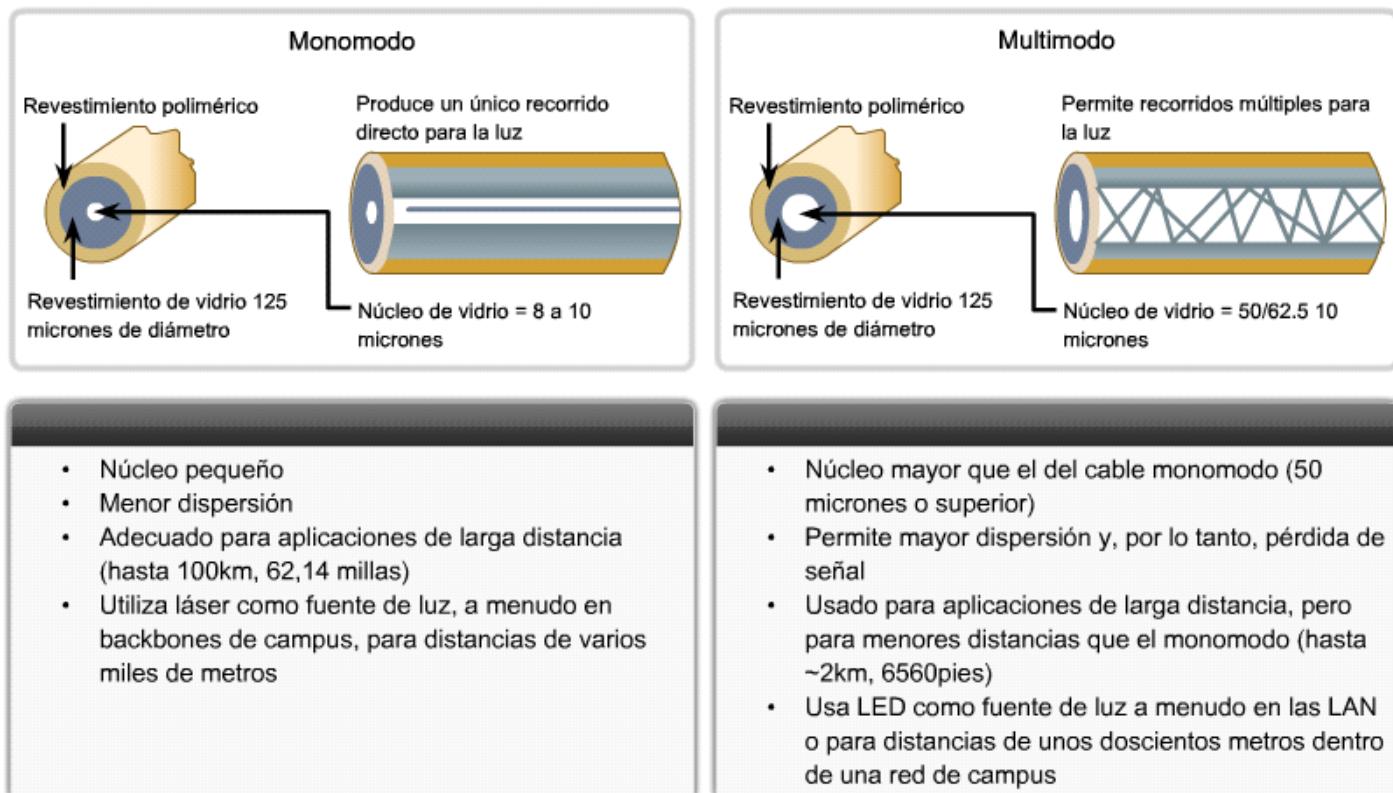 Monomodo
Revestimiento polimérico
Produce un único recorrido
directo para la luz
Revestimiento de vidrio 125
micrones de diámetro
Núcleo de vidrio = 8 a 10
micrones
Multimodo
Revestimiento polimérico
Permite recorridos múltiples para
la luz
Revestimiento de vidrio 125
micrones de diámetro
Núcleo de vidrio = 50/62.5 10
micrones
• Núcleo pequeño
• Menor dispersión
• Adecuado para aplicaciones de larga distancia
(hasta 100km, 62,14 millas)
• Utiliza láser como fuente de luz, a menudo en
backbones de campus, para distancias de varios
miles de metros
• Núcleo mayor que el del cable monomodo (50
micrones o superior)
• Permite mayor dispersión y, por lo tanto, pérdida de
señal
• Usado para aplicaciones de larga distancia, pero
para menores distancias que el monomodo (hasta
~2km, 6560pies)
• Usa LED como fuente de luz a menudo en las LAN
o para distancias de unos doscientos metros dentro
de una red de campus